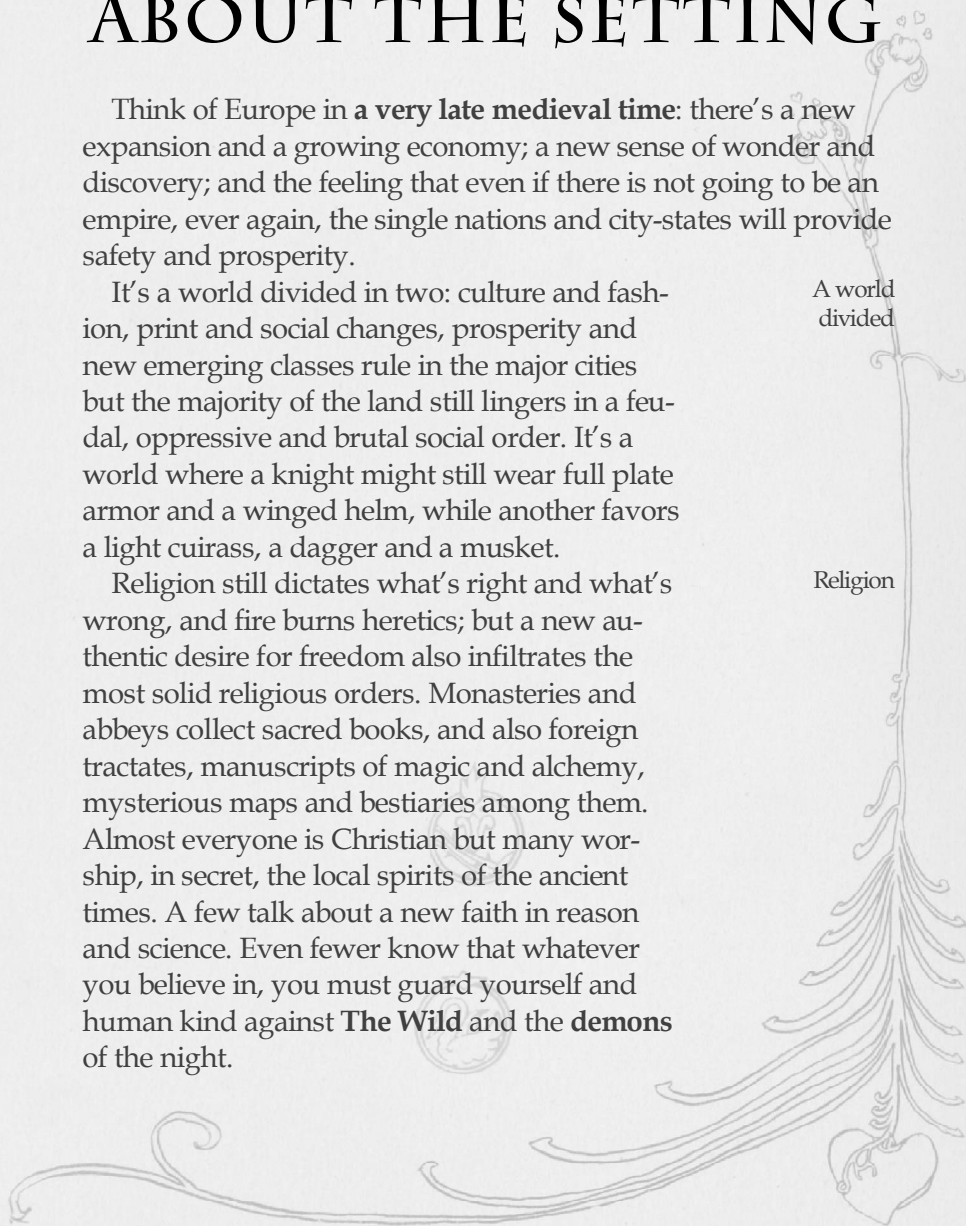 ABOUT THE SETTING
Think of Europe in a very late medieval time: there's a new
expansion and a growing economy; a new sense of wonder and
discovery; and the feeling that even if there is not going to be an
empire, ever again, the single nations and city-states will provide
safety and prosperity.
It's a world divided in two: culture and fash-
ion, print and social changes, prosperity and
new emerging classes rule in the major cities
but the majority of the land still lingers in a feu-
dal, oppressive and brutal social order. It's a
world where a knight might still wear full plate
armor and a winged helm, while another favors
a light cuirass, a dagger and a musket.
A world
divided
Religion still dictates what's right and what's
wrong, and fire burns heretics; but a new au-
thentic desire for freedom also infiltrates the
most solid religious orders. Monasteries and
abbeys collect sacred books, and also foreign
tractates, manuscripts of magic and alchemy,
mysterious maps and bestiaries among them.
Almost everyone is Christian but many wor-
ship, in secret, the local spirits of the ancient
times. A few talk about a new faith in reason
and science. Even fewer know that whatever
you believe in, you must guard yourself and
human kind against The Wild and the demons
of the night.
Religion